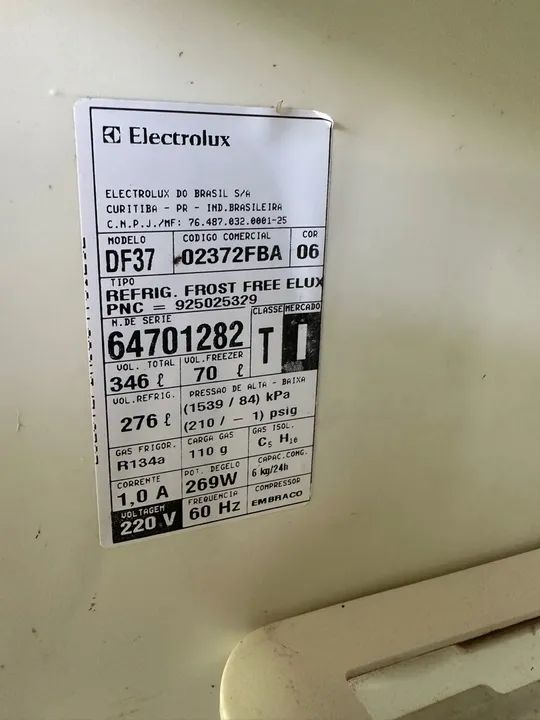 Electrolux
ELECTROLUX DO BRASIL S/A
CURITIBA - PR - IND.BRASILEIRA
C.N.P.J./MF: 76.487.032.0001-25
MODELO CODIGO COMERCIAL COR
DF37 02372FBA 06
TIPO
REFRIG. FROST FREE ELUX
PNC = 925025329
N.DE SERIE CLASSE MERCADO
64701282 T I
VOL. TOTAL VOL.FREEZER
346 ℓ 70 ℓ
VOL.REFRIG. PRESSAO DE ALTA - BAIXA
276 ℓ (1539 / 84) kPa
(210 / - 1) psig
GAS FRIGOR. CARGA GAS GAS ISOL.
R134a 110 g C5 H10
CORRENTE POT. DEGELO CAPAC.CONG.
1,0 A 269W 6 kg/24h
VOLTAGEM FREQUENCIA COMPRESSOR
220 V 60 Hz EMBRACO